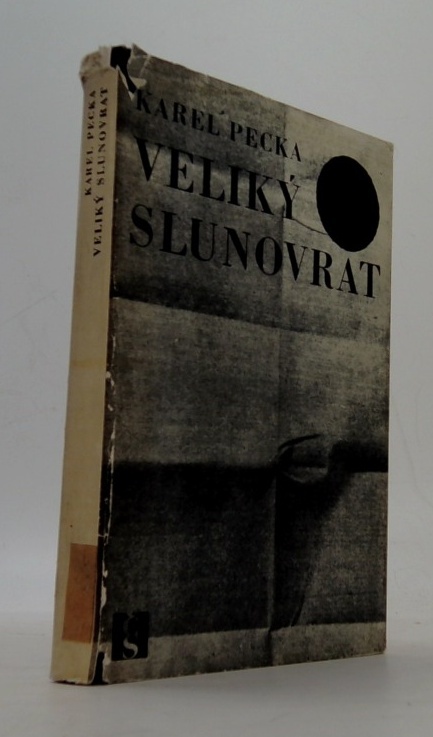 KAREL PECKA
VELIKÝ SLUNOVRAT
KAREL PECKA
VELIKÝ
SLUNOVRAT
Š